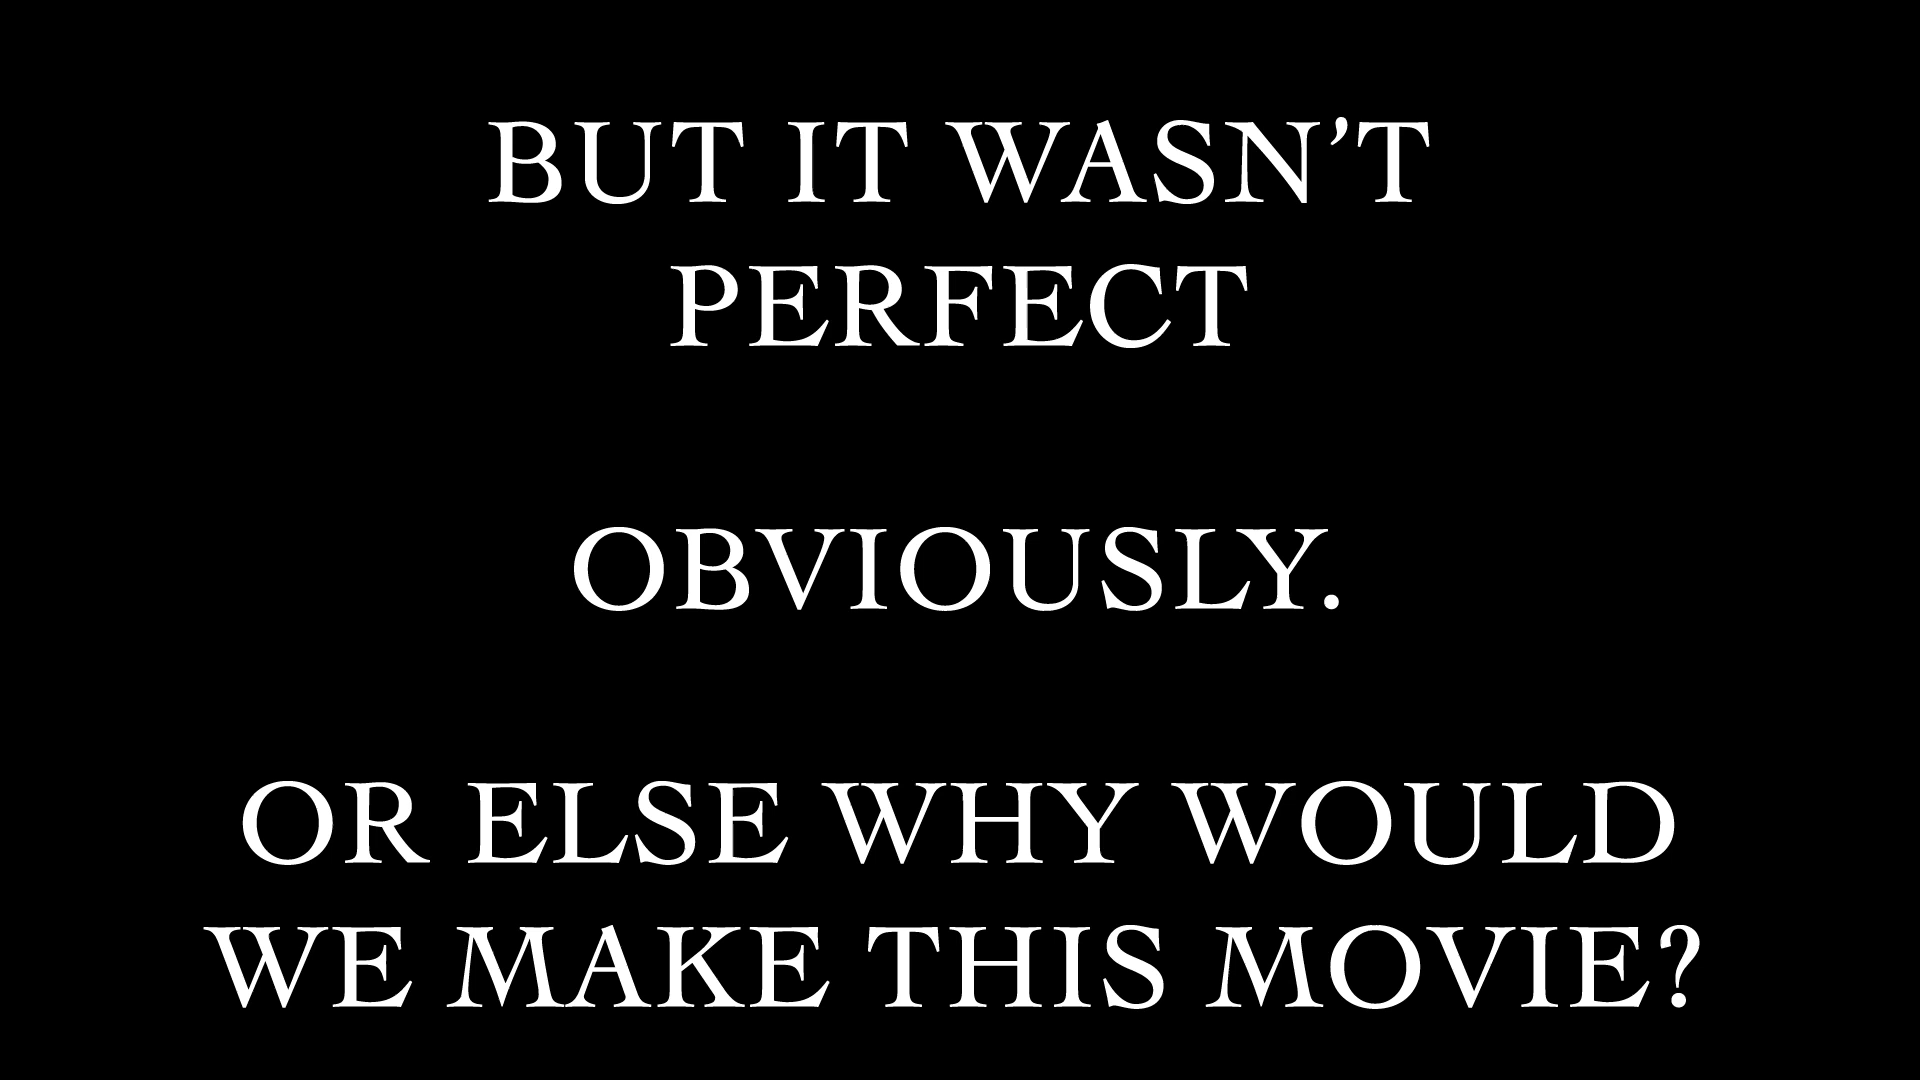 BUT IT WASN’T
PERFECT
OBVIOUSLY.
OR ELSE WHY WOULD
WE MAKE THIS MOVIE?